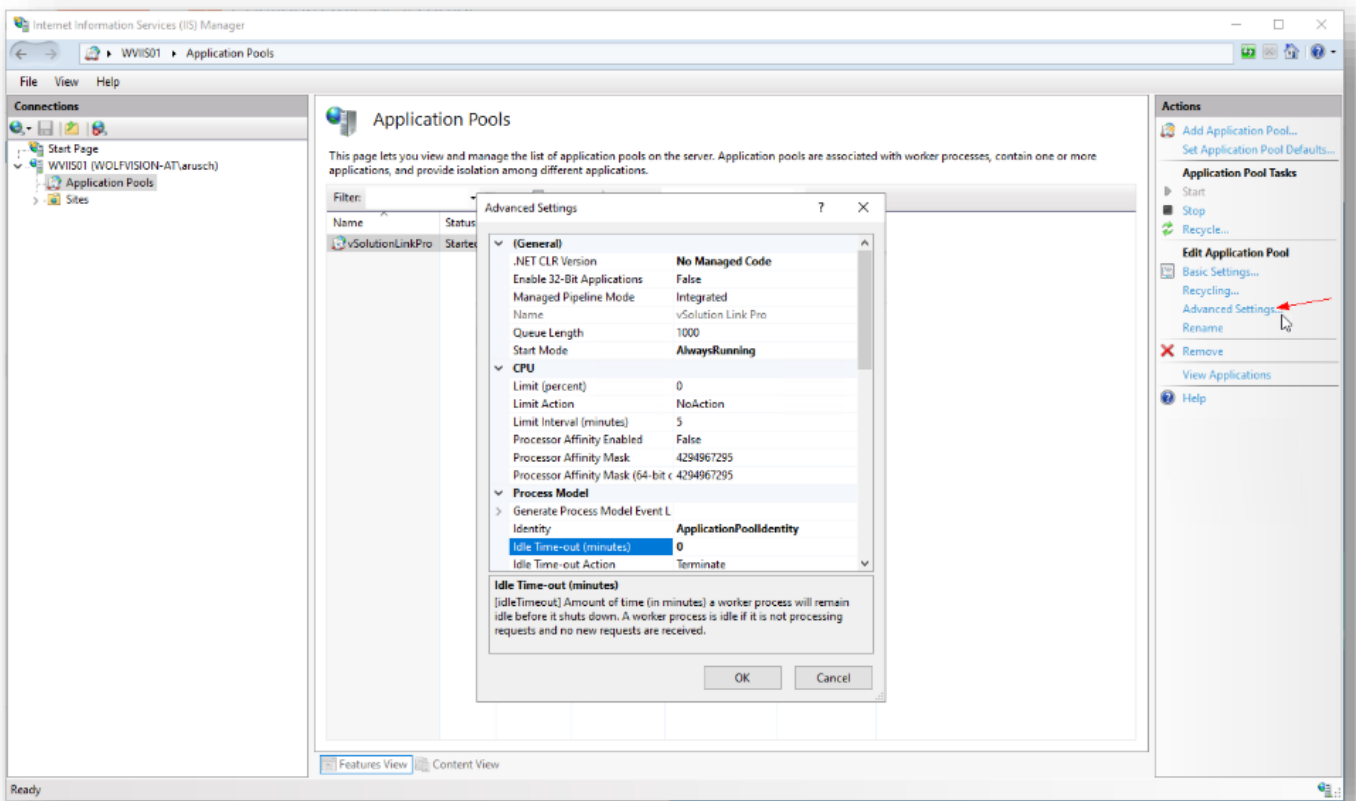 Internet Information Services (IIS) Manager
WVIIS01 Application Pools
File View Help
Connections
Start Page
WVIIS01 (WOLFVISION-AT\arusch)
Application Pools
Sites
Application Pools
This page lets you view and manage the list of application pools on the server. Application pools are associated with worker processes, contain one or more
applications, and provide isolation among different applications.
Filter:
Name Status
vSolutionLinkPro Started
Advanced Settings ?
(General)
.NET CLR Version No Managed Code
Enable 32-Bit Applications False
Managed Pipeline Mode Integrated
Name vSolution Link Pro
Queue Length 1000
Start Mode AlwaysRunning
CPU
Limit (percent) 0
Limit Action NoAction
Limit Interval (minutes) 5
Processor Affinity Enabled False
Processor Affinity Mask 4294967295
Processor Affinity Mask (64-bit c 4294967295
Process Model
Generate Process Model Event L
Identity ApplicationPoolIdentity
Idle Time-out (minutes) 0
Idle Time-out Action Terminate
Idle Time-out (minutes)
[idleTimeout] Amount of time (in minutes) a worker process will remain
idle before it shuts down. A worker process is idle if it is not processing
requests and no new requests are received.
OK Cancel
Features View Content View
Actions
Add Application Pool...
Set Application Pool Defaults...
Application Pool Tasks
Start
Stop
Recycle...
Edit Application Pool
Basic Settings...
Recycling...
Advanced Settings...
Rename
Remove
View Applications
Help
Ready